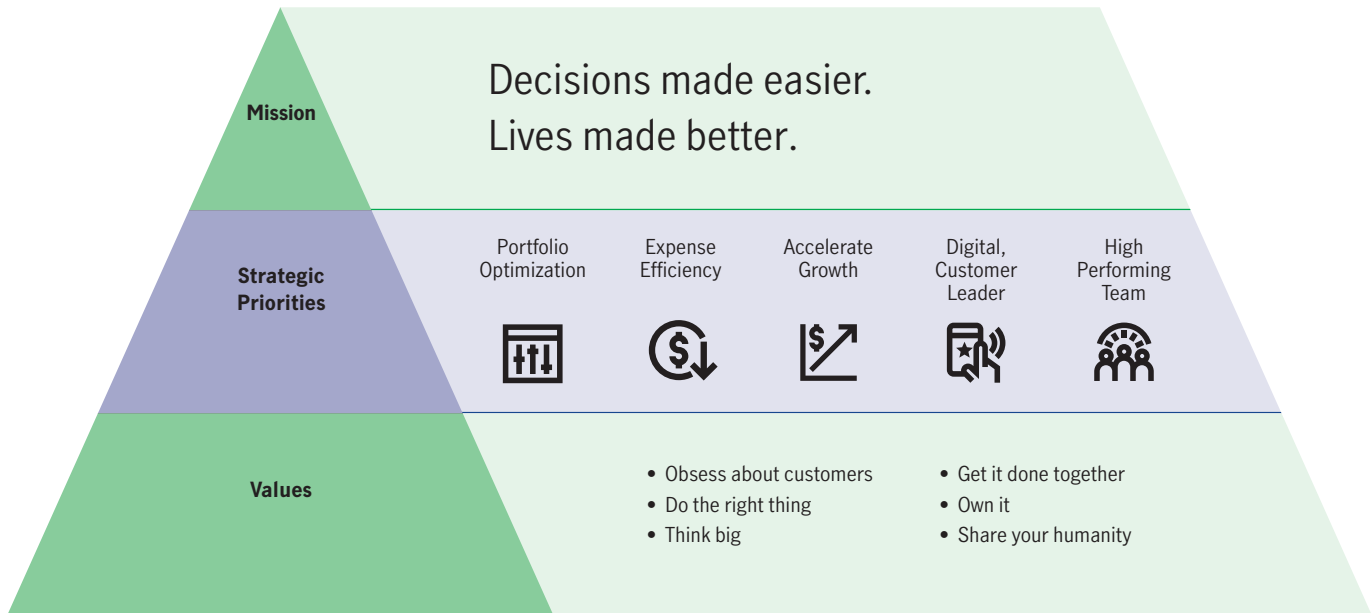 Mission
Decisions made easier.
Lives made better.
Strategic
Priorities
Portfolio
Optimization
Expense
Efficiency
Accelerate
Growth
Digital,
Customer
Leader
High
Performing
Team
$
$
Values
• Obsess about customers
• Do the right thing
• Think big
• Get it done together
• Own it
• Share your humanity